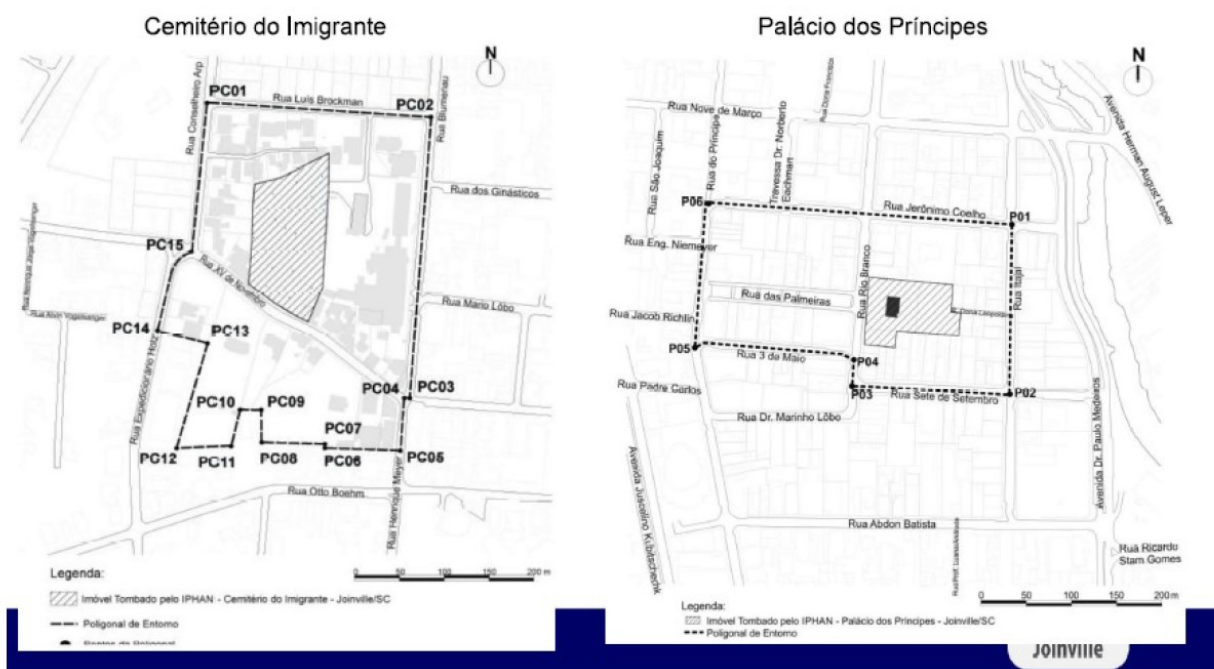 Cemitério do Imigrante
N
PC01
Rua Luis Brockman
PC02
Rua Conselheiro Arp
Rua Blumenau
Rua dos Ginásticos
PC15
Rua XV de Novembro
Rua Mario Lôbo
PC14
PC13
Rua Expedicionário Holz
PC04
PC03
PC10
PC09
PC07
PC12
PC11
PC08
PC06
PC05
Rua Otto Boehm
Rua Henrique Meyer
Legenda:
0 50 100 150 200 m
Imóvel Tombado pelo IPHAN - Cemitério do Imigrante - Joinville/SC
Poligonal de Entorno
Palácio dos Príncipes
N
Rua Nove de Março
Rua São Joaquim
Rua do Príncipe
Travessa Dr. Norberto
Avenida Herman August Leper
P06
Rua Jerônimo Coelho
P01
Rua Eng. Niemeyer
Rua Rio Branco
Rua Itajaí
Rua das Palmeiras
Rua Jacob Richlin
P05
Rua 3 de Maio
P04
Rua Padre Carlos
P03
Rua Sete de Setembro
P02
Rua Dr. Marinho Lôbo
Avenida Dr. Paulo Medeiros
Avenida Juscelino Kubitscheck
Rua Abdon Batista
Rua Ricardo
Stam Gomes
Legenda:
0 50 100 150 200 m
Imóvel Tombado pelo IPHAN - Palácio dos Príncipes - Joinville/SC
Poligonal de Entorno
Joinville